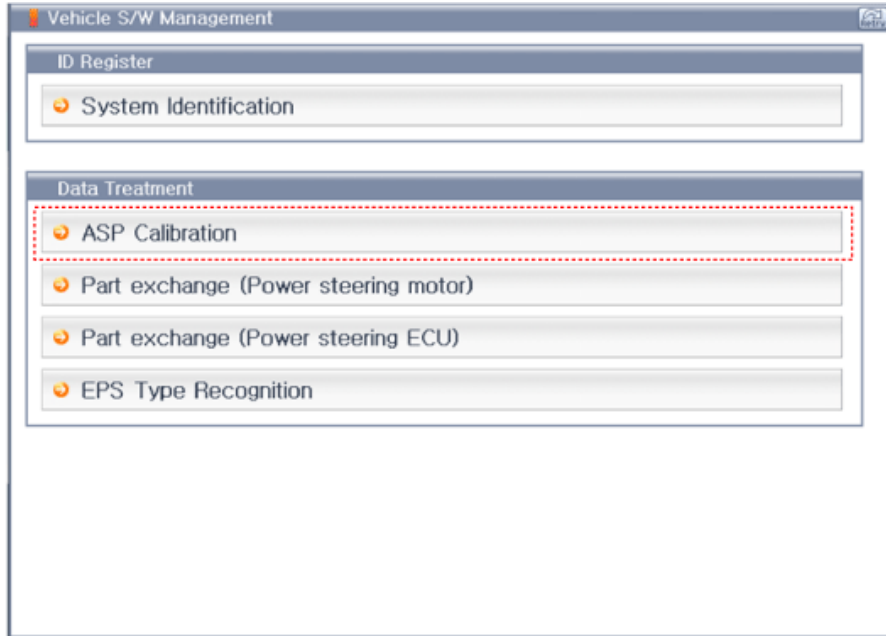 Vehicle S/W Management
ID Register
System Identification
Data Treatment
ASP Calibration
Part exchange (Power steering motor)
Part exchange (Power steering ECU)
EPS Type Recognition